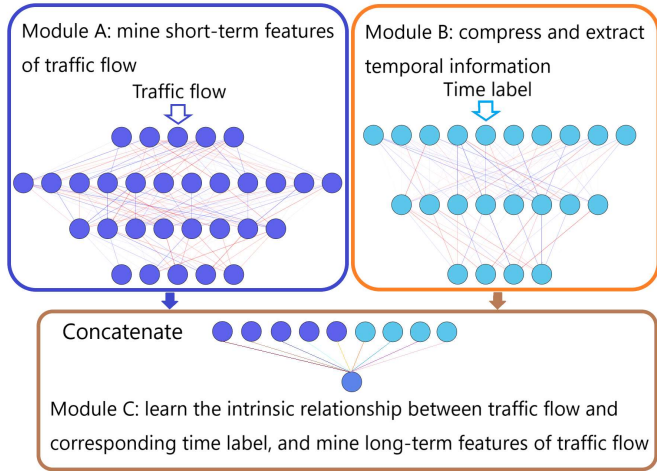 Module A: mine short-term features
of traffic flow
Traffic flow
Module B: compress and extract
temporal information
Time label
Concatenate
Module C: learn the intrinsic relationship between traffic flow and
corresponding time label, and mine long-term features of traffic flow